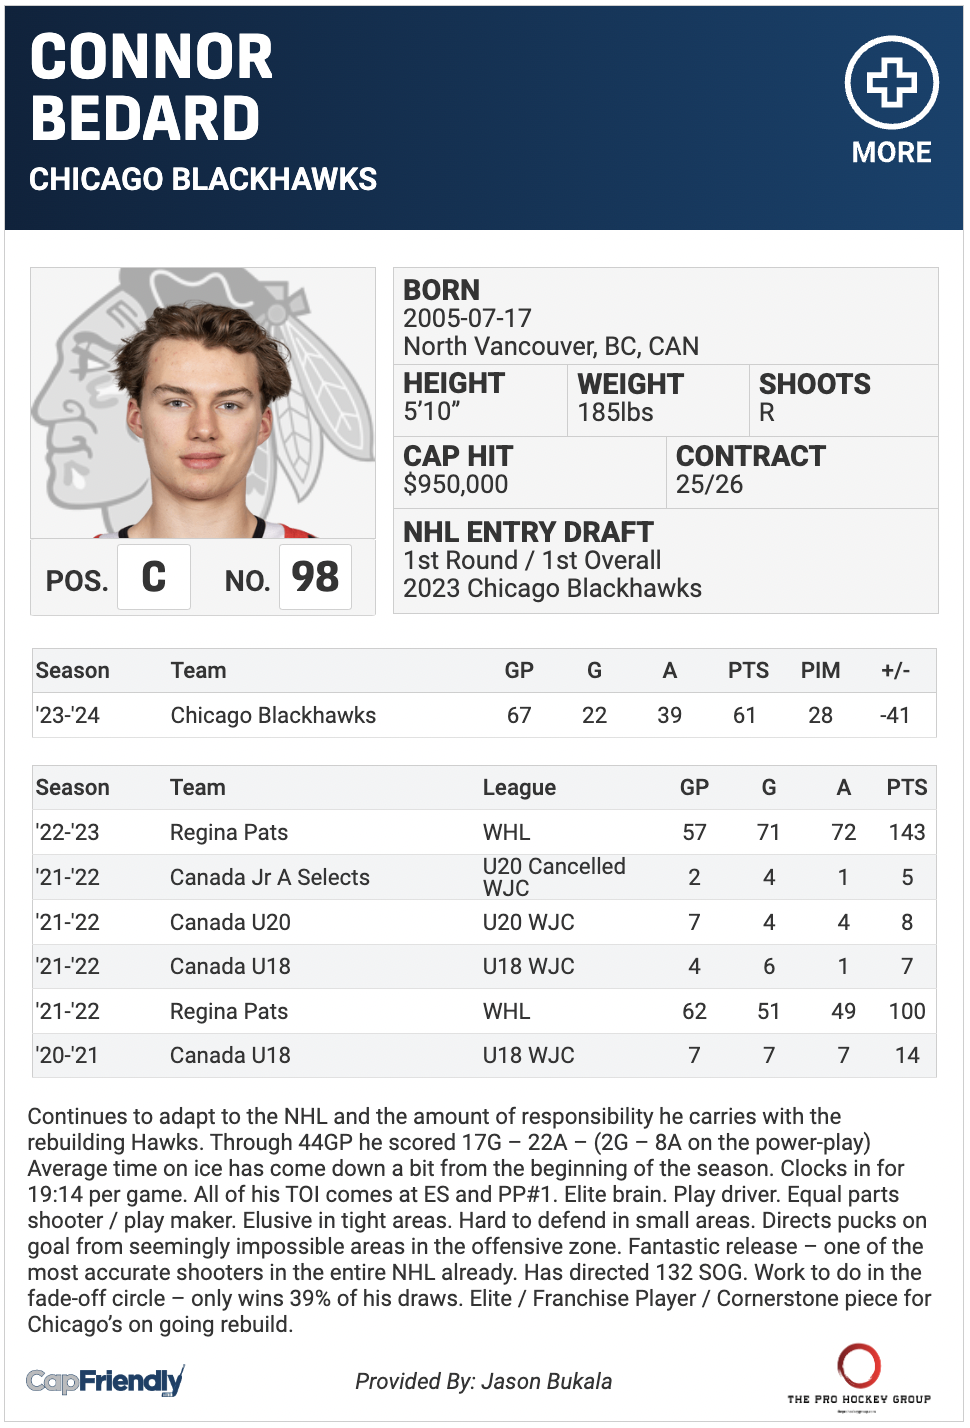 CONNOR
BEDARD
CHICAGO BLACKHAWKS
MORE
BORN
2005-07-17
North Vancouver, BC, CAN
HEIGHT
5’10”
WEIGHT
185lbs
SHOOTS
R
CAP HIT
$950,000
CONTRACT
25/26
NHL ENTRY DRAFT
1st Round / 1st Overall
2023 Chicago Blackhawks
POS. C NO. 98
Season Team GP G A PTS PIM +/-
'23-'24 Chicago Blackhawks 67 22 39 61 28 -41
Season Team League GP G A PTS
'22-'23 Regina Pats WHL 57 71 72 143
'21-'22 Canada Jr A Selects U20 Cancelled WJC 2 4 1 5
'21-'22 Canada U20 U20 WJC 7 4 4 8
'21-'22 Canada U18 U18 WJC 4 6 1 7
'21-'22 Regina Pats WHL 62 51 49 100
'20-'21 Canada U18 U18 WJC 7 7 7 14
Continues to adapt to the NHL and the amount of responsibility he carries with the
rebuilding Hawks. Through 44GP he scored 17G – 22A – (2G – 8A on the power-play)
Average time on ice has come down a bit from the beginning of the season. Clocks in for
19:14 per game. All of his TOI comes at ES and PP#1. Elite brain. Play driver. Equal parts
shooter / play maker. Elusive in tight areas. Hard to defend in small areas. Directs pucks on
goal from seemingly impossible areas in the offensive zone. Fantastic release – one of the
most accurate shooters in the entire NHL already. Has directed 132 SOG. Work to do in the
fade-off circle – only wins 39% of his draws. Elite / Franchise Player / Cornerstone piece for
Chicago’s on going rebuild.
CapFriendly
Provided By: Jason Bukala
THE PRO HOCKEY GROUP